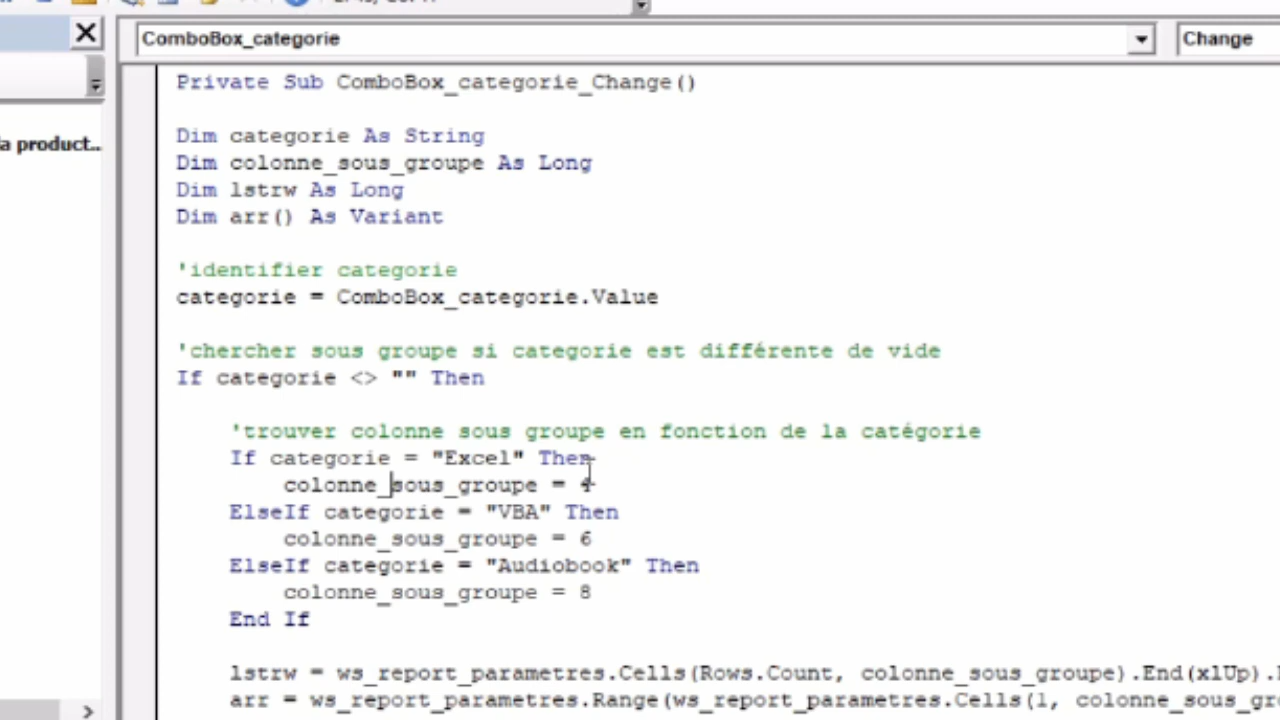 ComboBox_categorie
Change
a product..
Private Sub ComboBox_categorie_Change()
Dim categorie As String
Dim colonne_sous_groupe As Long
Dim lstrw As Long
Dim arr() As Variant
'identifier categorie
categorie = ComboBox_categorie.Value
'chercher sous groupe si categorie est différente de vide
If categorie <> "" Then
'trouver colonne sous groupe en fonction de la catégorie
If categorie = "Excel" Then
colonne_sous_groupe = 4
ElseIf categorie = "VBA" Then
colonne_sous_groupe = 6
ElseIf categorie = "Audiobook" Then
colonne_sous_groupe = 8
End If
lstrw = ws_report_parametres.Cells(Rows.Count, colonne_sous_groupe).End(xlUp).
arr = ws_report_parametres.Range(ws_report_parametres.Cells(1, colonne_sous_gr